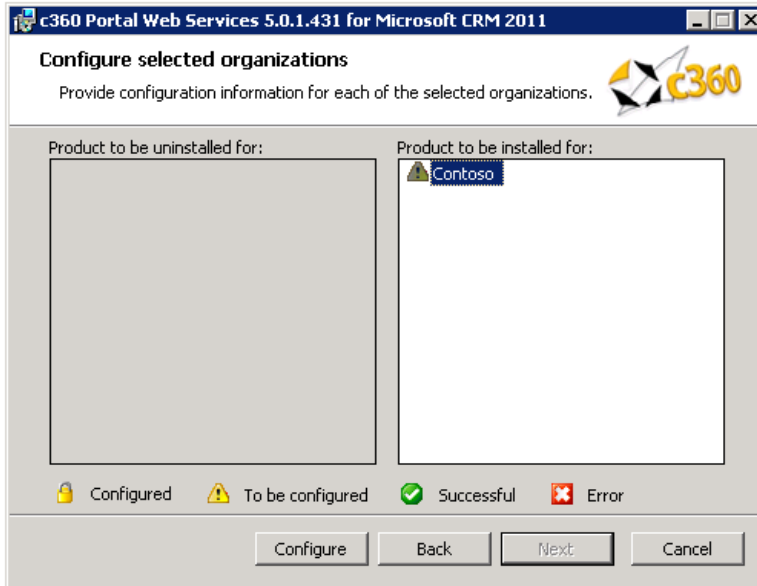 c360 Portal Web Services 5.0.1.431 for Microsoft CRM 2011
Configure selected organizations
Provide configuration information for each of the selected organizations.
c360
Product to be uninstalled for:
Product to be installed for:
Contoso
Configured
To be configured
Successful
Error
Configure
Back
Next
Cancel